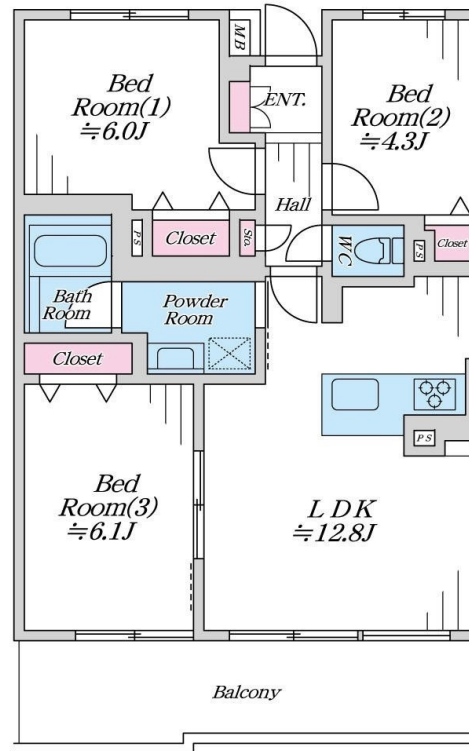 MB
Bed
Room(1)
≒6.0J
ENT.
Bed
Room(2)
≒4.3J
Hall
PS
Closet
Sto.
WC
PS
Closet
Bath
Room
Powder
Room
Closet
PS
Bed
Room(3)
≒6.1J
LDK
≒12.8J
Balcony